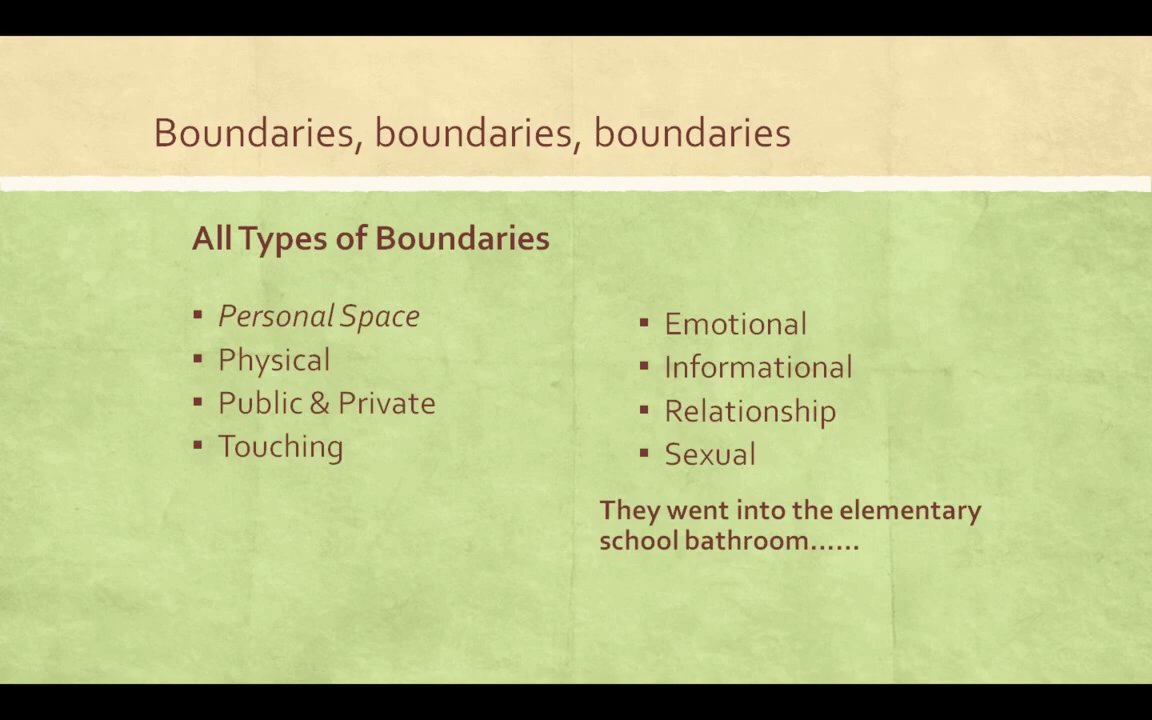 Boundaries, boundaries, boundaries
All Types of Boundaries
▪ Personal Space
▪ Physical
▪ Public & Private
▪ Touching
▪ Emotional
▪ Informational
▪ Relationship
▪ Sexual
They went into the elementary
school bathroom......